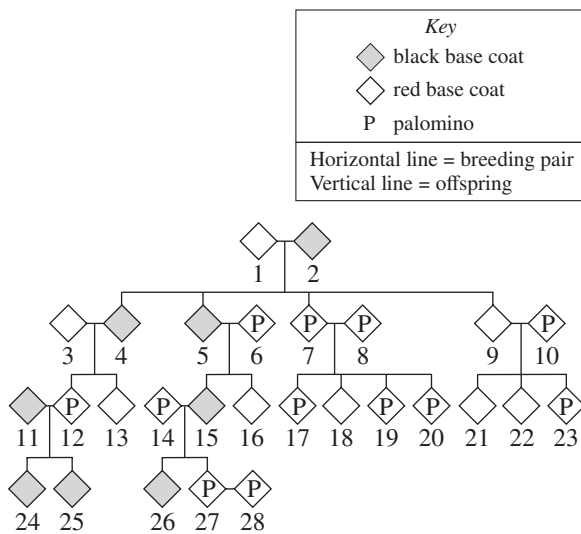 Key
black base coat
red base coat
P palomino
Horizontal line = breeding pair
Vertical line = offspring
1 2
P P P P
3 4 5 6 7 8 9 10
P P P P P P
11 12 13 14 15 16 17 18 19 20 21 22 23
P P
24 25 26 27 28